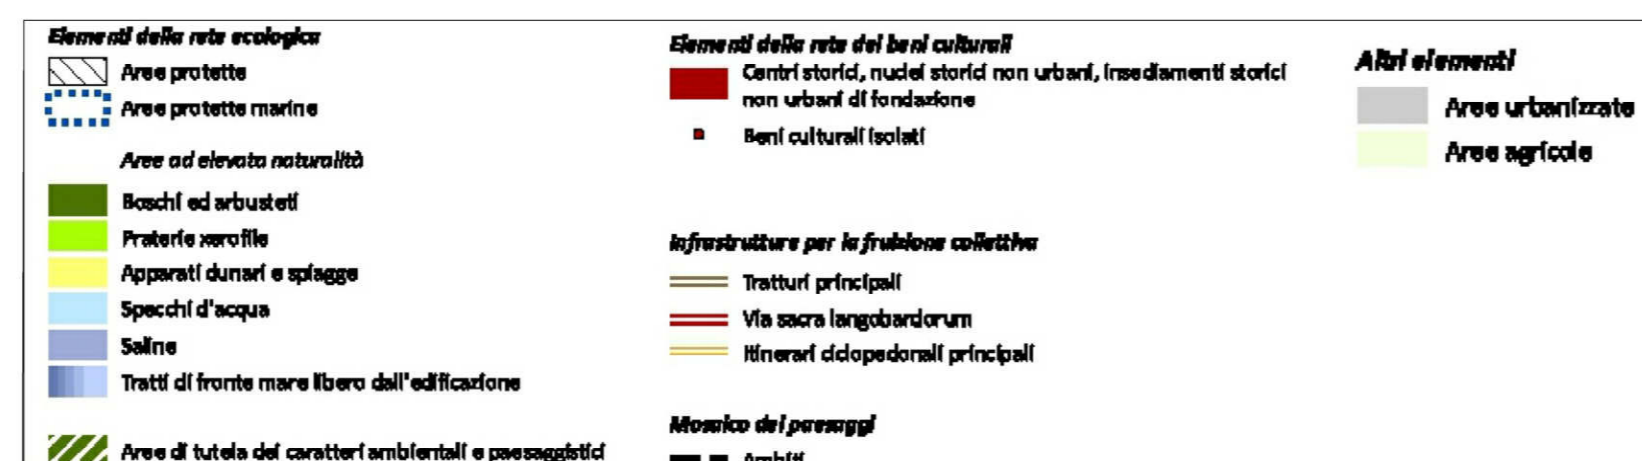 Elementi della rete ecologica
Aree protette
Aree protette marine
Aree ad elevata naturalità
Boschi ed arbusteti
Praterie xerofile
Apparati dunari e spiagge
Specchi d'acqua
Saline
Tratti di fronte mare libero dall'edificazione
Aree di tutela dei caratteri ambientali e paesaggistici
Elementi della rete dei beni culturali
Centri storici, nuclei storici non urbani, insediamenti storici
non urbani di fondazione
Beni culturali isolati
Infrastrutture per la fruizione collettiva
Tratturi principali
Via sacra langobardorum
Itinerari ciclopedonali principali
Mosaico dei paesaggi
Ambiti
Altri elementi
Aree urbanizzate
Aree agricole